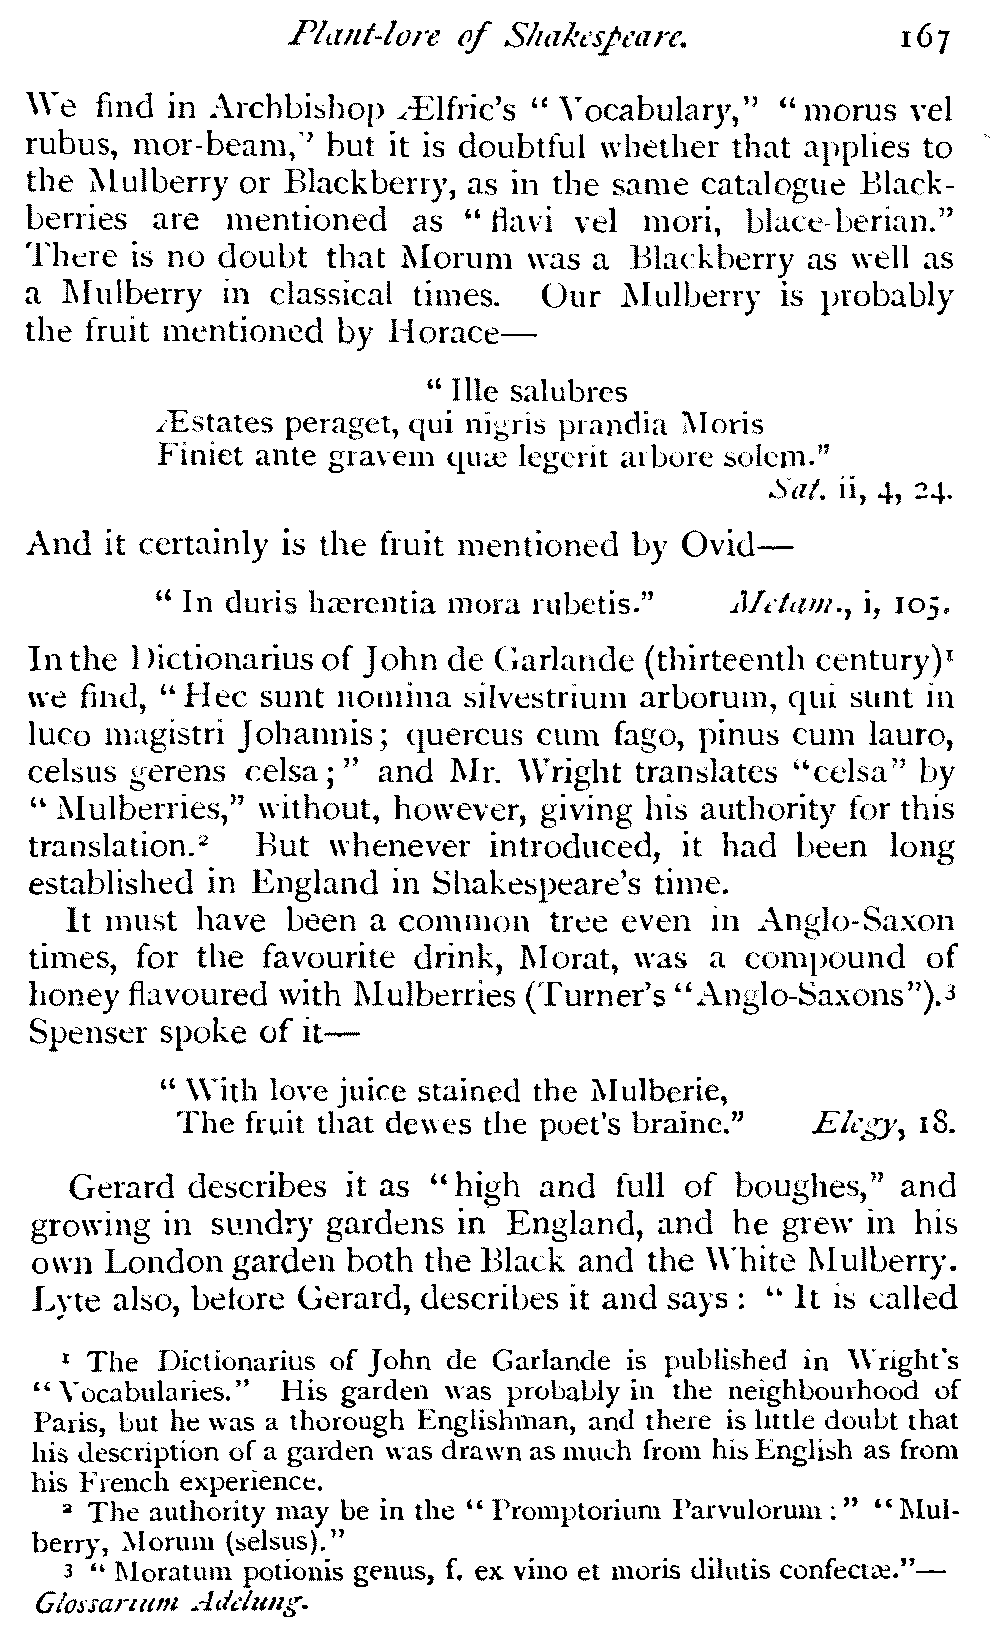 Plant-lore of Shakespeare. 167
We find in Archbishop Ælfric's “Vocabulary,” “morus vel
rubus, mor-beam,” but it is doubtful whether that applies to
the Mulberry or Blackberry, as in the same catalogue Black-
berries are mentioned as “flavi vel mori, blace-berian.”
There is no doubt that Morum was a Blackberry as well as
a Mulberry in classical times. Our Mulberry is probably
the fruit mentioned by Horace—
“Ille salubres
Æstates peraget, qui nigris prandia Moris
Finiet ante gravem quæ legerit arbore solem.”
Sat. ii, 4, 24.
And it certainly is the fruit mentioned by Ovid—
“In duris hærentia mora rubetis.” Metam., i, 105.
In the Dictionarius of John de Garlande (thirteenth century)¹
we find, “Hec sunt nomina silvestrium arborum, qui sunt in
luco magistri Johannis; quercus cum fago, pinus cum lauro,
celsus gerens celsa;” and Mr. Wright translates “celsa” by
“Mulberries,” without, however, giving his authority for this
translation.² But whenever introduced, it had been long
established in England in Shakespeare's time.
It must have been a common tree even in Anglo-Saxon
times, for the favourite drink, Morat, was a compound of
honey flavoured with Mulberries (Turner's “Anglo-Saxons”).³
Spenser spoke of it—
“With love juice stained the Mulberie,
The fruit that dewes the poet's braine.” Elegy, 18.
Gerard describes it as “high and full of boughes,” and
growing in sundry gardens in England, and he grew in his
own London garden both the Black and the White Mulberry.
Lyte also, before Gerard, describes it and says: “It is called
¹ The Dictionarius of John de Garlande is published in Wright's
“Vocabularies.” His garden was probably in the neighbourhood of
Paris, but he was a thorough Englishman, and there is little doubt that
his description of a garden was drawn as much from his English as from
his French experience.
² The authority may be in the “Promptorium Parvulorum:” “Mul-
berry, Morum (selsus).”
³ “Moratum potionis genus, f. ex vino et moris dilutis confectæ.”—
Glossarium Adelung.